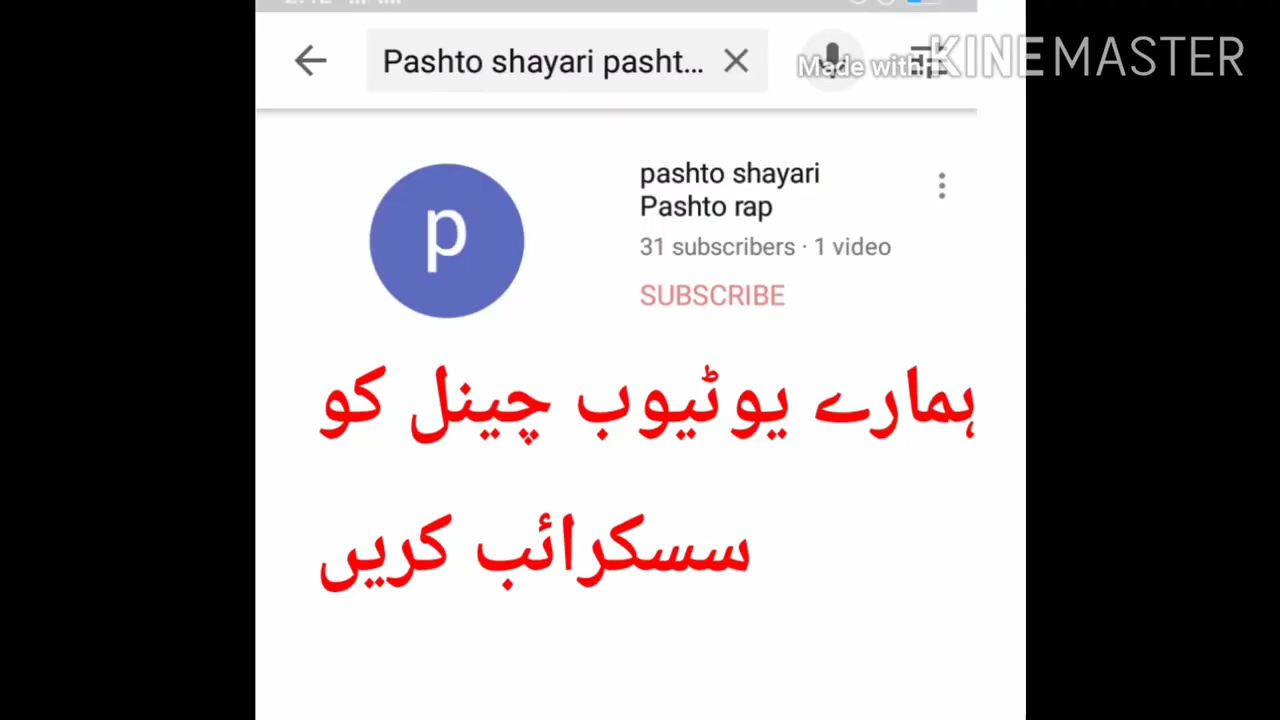 Pashto shayari pasht...
Made with KINEMASTER
p
pashto shayari
Pashto rap
31 subscribers · 1 video
SUBSCRIBE
ہمارے یوٹیوب چینل کو
سسکرائب کریں